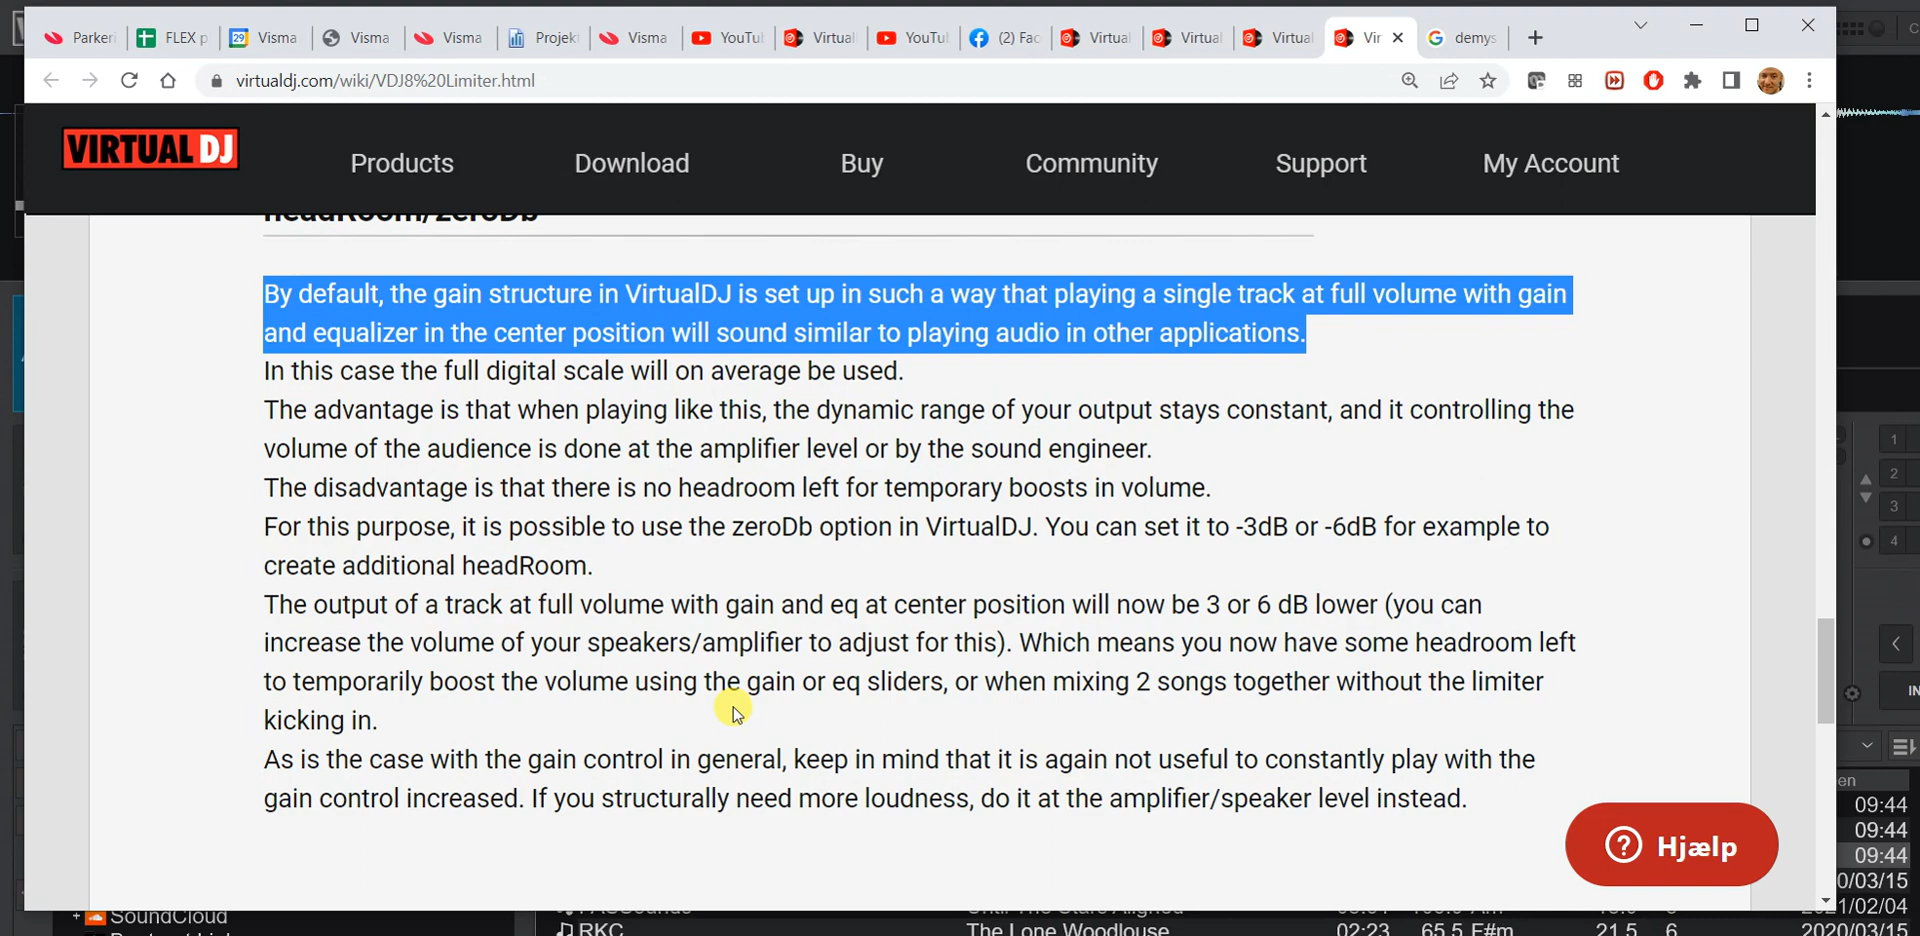 Parkeri
FLEX p
Visma
Visma
Visma
Projekt
Visma
YouTu
Virtual
YouTu
(2) Fac
Virtual
Virtual
Virtual
Vir
demys
virtualdj.com/wiki/VDJ8%20Limiter.html
VIRTUAL DJ
Products
Download
Buy
Community
Support
My Account
headRoom/zeroDb
By default, the gain structure in VirtualDJ is set up in such a way that playing a single track at full volume with gain
and equalizer in the center position will sound similar to playing audio in other applications.
In this case the full digital scale will on average be used.
The advantage is that when playing like this, the dynamic range of your output stays constant, and it controlling the
volume of the audience is done at the amplifier level or by the sound engineer.
The disadvantage is that there is no headroom left for temporary boosts in volume.
For this purpose, it is possible to use the zeroDb option in VirtualDJ. You can set it to -3dB or -6dB for example to
create additional headRoom.
The output of a track at full volume with gain and eq at center position will now be 3 or 6 dB lower (you can
increase the volume of your speakers/amplifier to adjust for this). Which means you now have some headroom left
to temporarily boost the volume using the gain or eq sliders, or when mixing 2 songs together without the limiter
kicking in.
As is the case with the gain control in general, keep in mind that it is again not useful to constantly play with the
gain control increased. If you structurally need more loudness, do it at the amplifier/speaker level instead.
Hjælp
1
2
3
4
IN
en
09:44
09:44
09:44
0/03/15
SoundCloud
Until The Stars Aligned
2021/02/04
RKC
The Lone Woodlouse
02:23
65.5
F#m
21.5
6
2020/03/15